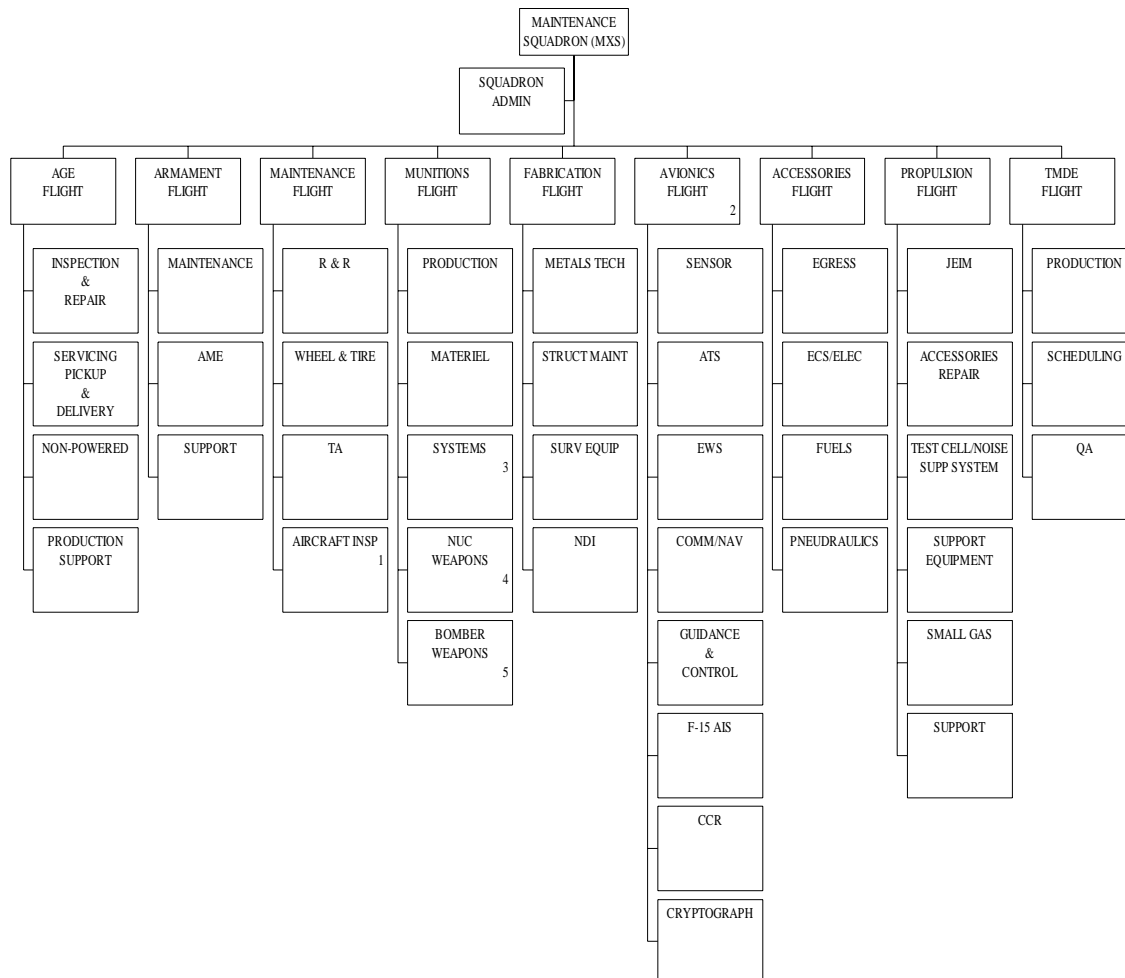 MAINTENANCE
SQUADRON (MXS)
SQUADRON
ADMIN
AGE
FLIGHT
INSPECTION
&
REPAIR
SERVICING
PICKUP
&
DELIVERY
NON-POWERED
PRODUCTION
SUPPORT
ARMAMENT
FLIGHT
MAINTENANCE
AME
SUPPORT
MAINTENANCE
FLIGHT
R & R
WHEEL & TIRE
TA
AIRCRAFT INSP
1
MUNITIONS
FLIGHT
PRODUCTION
MATERIEL
SYSTEMS
3
NUC
WEAPONS
4
BOMBER
WEAPONS
5
FABRICATION
FLIGHT
METALS TECH
STRUCT MAINT
SURV EQUIP
NDI
AVIONICS
FLIGHT
2
SENSOR
ATS
EWS
COMM/NAV
GUIDANCE
&
CONTROL
F-15 AIS
CCR
CRYPTOGRAPH
ACCESSORIES
FLIGHT
EGRESS
ECS/ELEC
FUELS
PNEUDRAULICS
PROPULSION
FLIGHT
JEIM
ACCESSORIES
REPAIR
TEST CELL/NOISE
SUPP SYSTEM
SUPPORT
EQUIPMENT
SMALL GAS
SUPPORT
TMDE
FLIGHT
PRODUCTION
SCHEDULING
QA